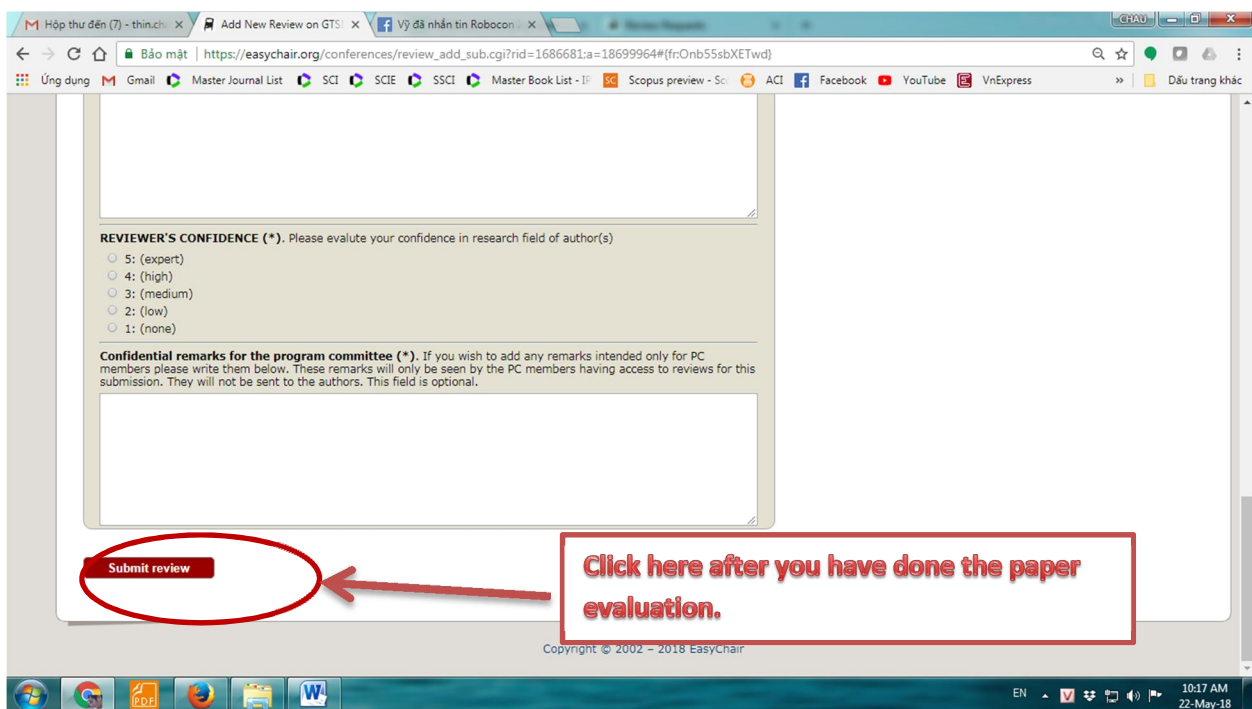 Hộp thư đến (7) - thin.ch
Add New Review on GTS
Vỹ đã nhắn tin Robocon
CHAU
Bảo mật | https://easychair.org/conferences/review_add_sub.cgi?rid=1686681;a=18699964#{fr:Onb55sbXETwd}
Ứng dụng Gmail Master Journal List SCI SCIE SSCI Master Book List - IP Scopus preview - Sc ACI Facebook YouTube VnExpress » Dấu trang khác
REVIEWER'S CONFIDENCE (*). Please evalute your confidence in research field of author(s)
5: (expert)
4: (high)
3: (medium)
2: (low)
1: (none)
Confidential remarks for the program committee (*). If you wish to add any remarks intended only for PC
members please write them below. These remarks will only be seen by the PC members having access to reviews for this
submission. They will not be sent to the authors. This field is optional.
Submit review
Click here after you have done the paper
evaluation.
Copyright © 2002 – 2018 EasyChair
EN
10:17 AM
22-May-18